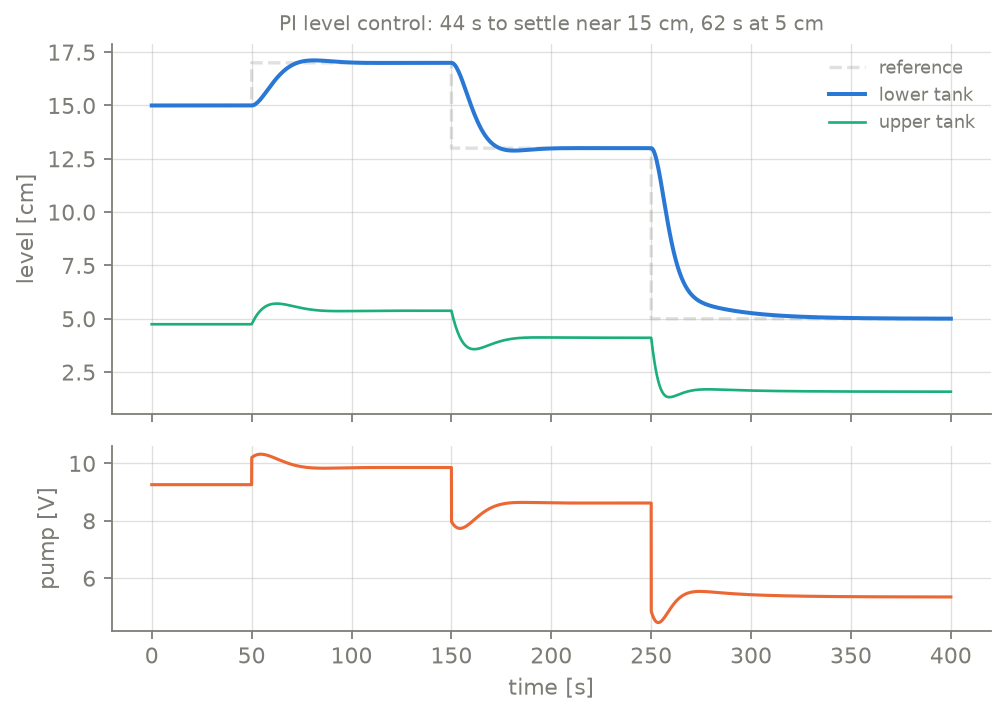 PI level control: 44 s to settle near 15 cm, 62 s at 5 cm
17.5
15.0
12.5
10.0
7.5
5.0
2.5
level [cm]
reference
lower tank
upper tank
10
8
6
pump [V]
0 50 100 150 200 250 300 350 400
time [s]